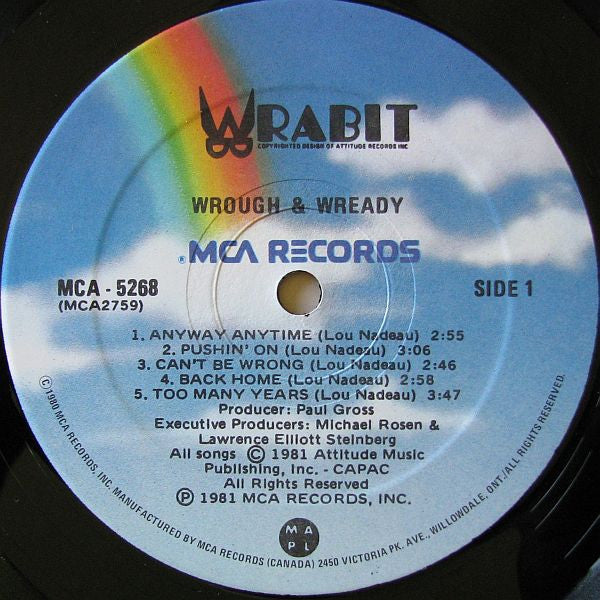 WRABIT
COPYRIGHTED DESIGN OF ATTITUDE RECORDS INC
WROUGH & WREADY
MCA RECORDS
MCA - 5268
(MCA2759)
SIDE 1
1. ANYWAY ANYTIME (Lou Nadeau) 2:55
2. PUSHIN' ON (Lou Nadeau) 3:06
3. CAN'T BE WRONG (Lou Nadeau) 2:46
4. BACK HOME (Lou Nadeau) 2:58
5. TOO MANY YEARS (Lou Nadeau) 3:47
Producer: Paul Gross
Executive Producers: Michael Rosen &
Lawrence Elliott Steinberg
All songs Ⓒ 1981 Attitude Music
Publishing, Inc. - CAPAC
All Rights Reserved
Ⓟ 1981 MCA RECORDS, INC.
M A
P L
Ⓒ 1980 MCA RECORDS, INC. MANUFACTURED BY MCA RECORDS (CANADA) 2450 VICTORIA PK. AVE., WILLOWDALE, ONT./ALL RIGHTS RESERVED.